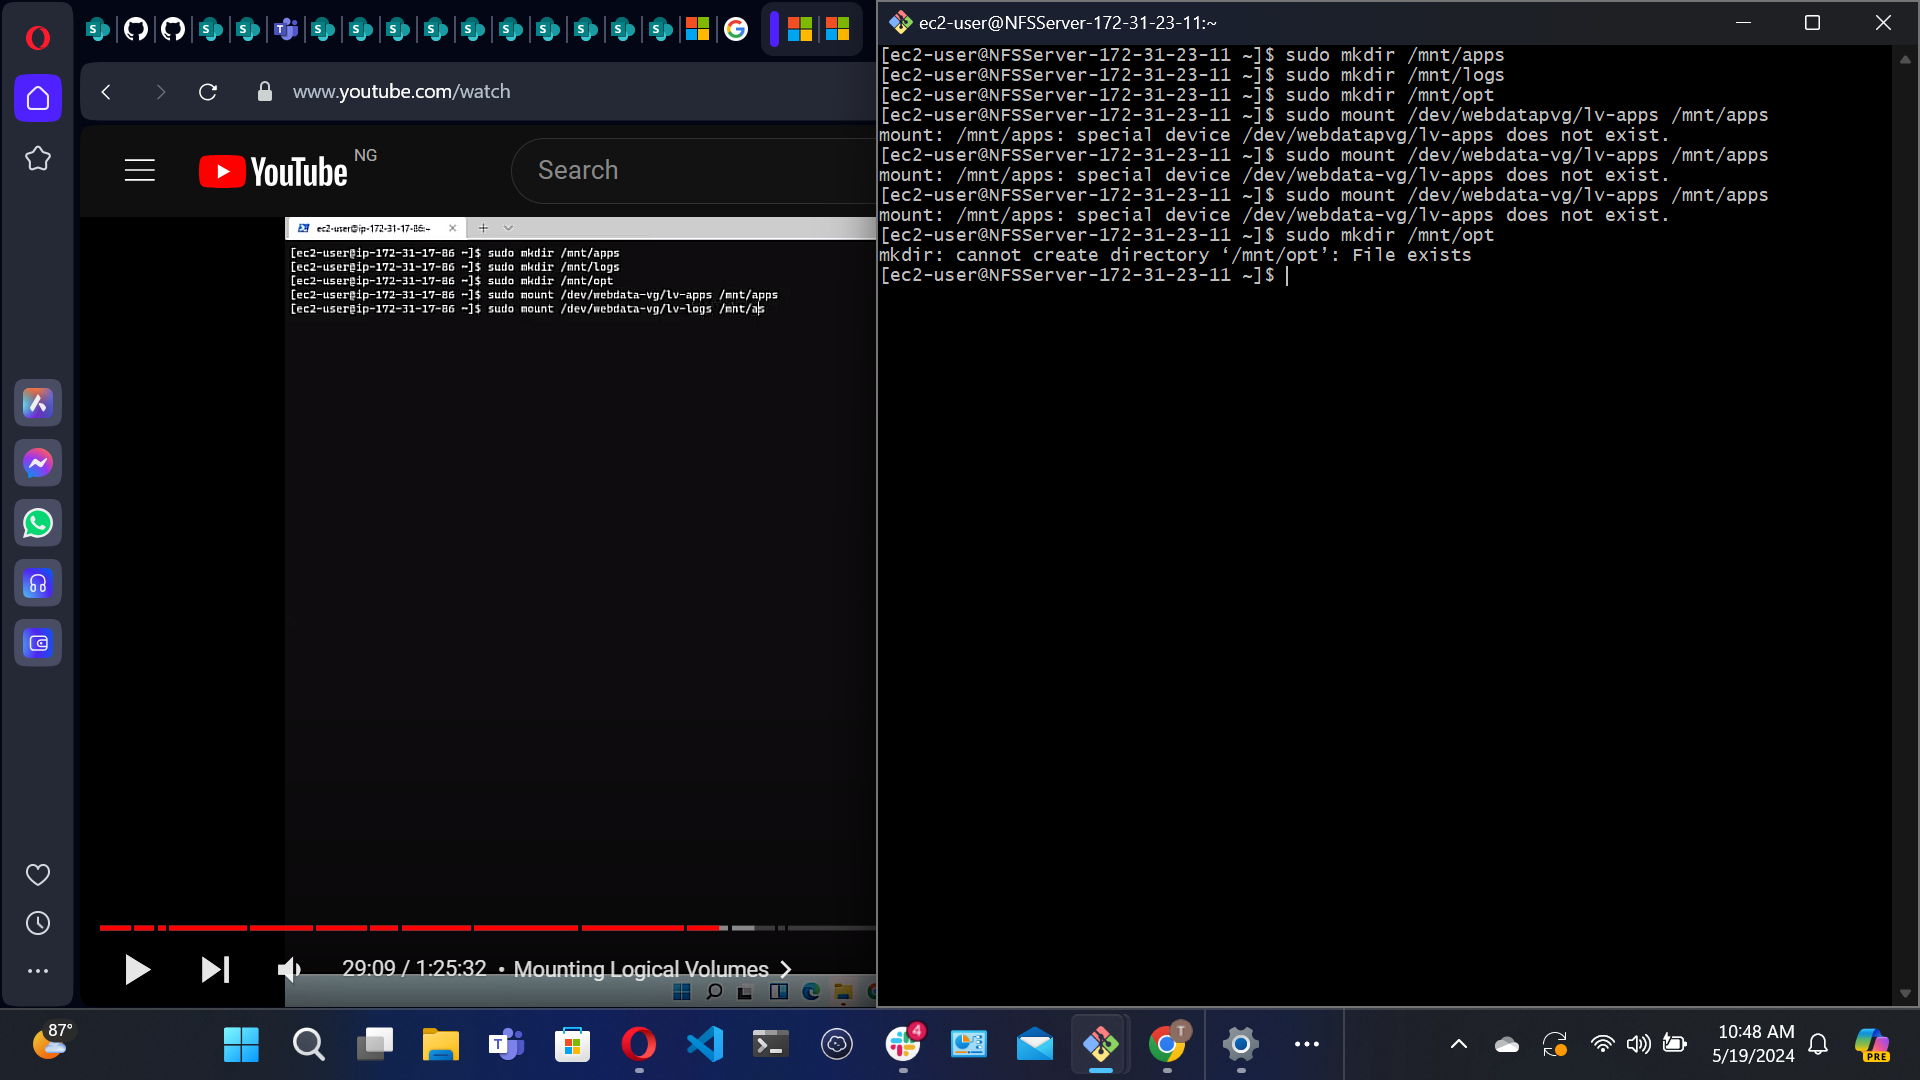 www.youtube.com/watch
YouTube NG
Search
ec2-user@ip-172-31-17-86:~
[ec2-user@ip-172-31-17-86 ~]$ sudo mkdir /mnt/apps
[ec2-user@ip-172-31-17-86 ~]$ sudo mkdir /mnt/logs
[ec2-user@ip-172-31-17-86 ~]$ sudo mkdir /mnt/opt
[ec2-user@ip-172-31-17-86 ~]$ sudo mount /dev/webdata-vg/lv-apps /mnt/apps
[ec2-user@ip-172-31-17-86 ~]$ sudo mount /dev/webdata-vg/lv-logs /mnt/as
29:09 / 1:25:32 • Mounting Logical Volumes
ec2-user@NFSServer-172-31-23-11:~
[ec2-user@NFSServer-172-31-23-11 ~]$ sudo mkdir /mnt/apps
[ec2-user@NFSServer-172-31-23-11 ~]$ sudo mkdir /mnt/logs
[ec2-user@NFSServer-172-31-23-11 ~]$ sudo mkdir /mnt/opt
[ec2-user@NFSServer-172-31-23-11 ~]$ sudo mount /dev/webdatapvg/lv-apps /mnt/apps
mount: /mnt/apps: special device /dev/webdatapvg/lv-apps does not exist.
[ec2-user@NFSServer-172-31-23-11 ~]$ sudo mount /dev/webdata-vg/lv-apps /mnt/apps
mount: /mnt/apps: special device /dev/webdata-vg/lv-apps does not exist.
[ec2-user@NFSServer-172-31-23-11 ~]$ sudo mount /dev/webdata-vg/lv-apps /mnt/apps
mount: /mnt/apps: special device /dev/webdata-vg/lv-apps does not exist.
[ec2-user@NFSServer-172-31-23-11 ~]$ sudo mkdir /mnt/opt
mkdir: cannot create directory ‘/mnt/opt’: File exists
[ec2-user@NFSServer-172-31-23-11 ~]$
87°
4
T
10:48 AM
5/19/2024
PRE